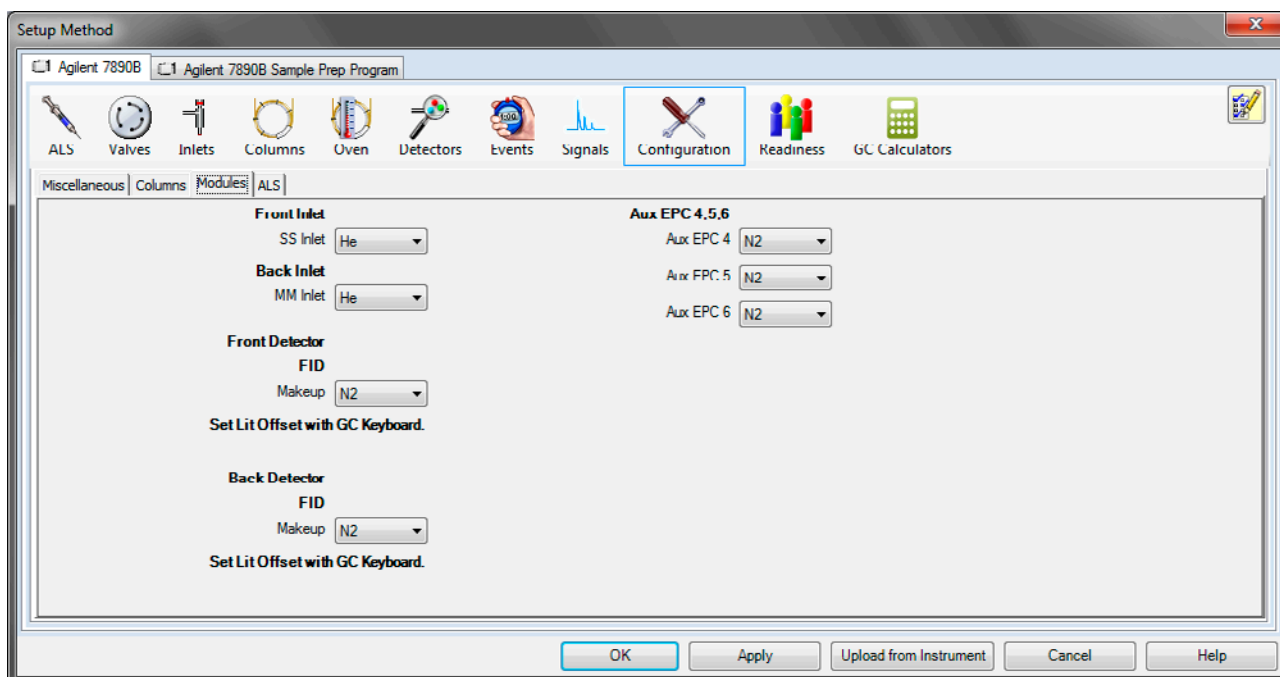 Setup Method
Agilent 7890B
Agilent 7890B Sample Prep Program
ALS
Valves
Inlets
Columns
Oven
Detectors
Events
Signals
Configuration
Readiness
GC Calculators
Miscellaneous
Columns
Modules
ALS
Front Inlet
SS Inlet He
Back Inlet
MM Inlet He
Front Detector
FID
Makeup N2
Set Lit Offset with GC Keyboard.
Back Detector
FID
Makeup N2
Set Lit Offset with GC Keyboard.
Aux EPC 4,5,6
Aux EPC 4 N2
Aux EPC 5 N2
Aux EPC 6 N2
OK
Apply
Upload from Instrument
Cancel
Help